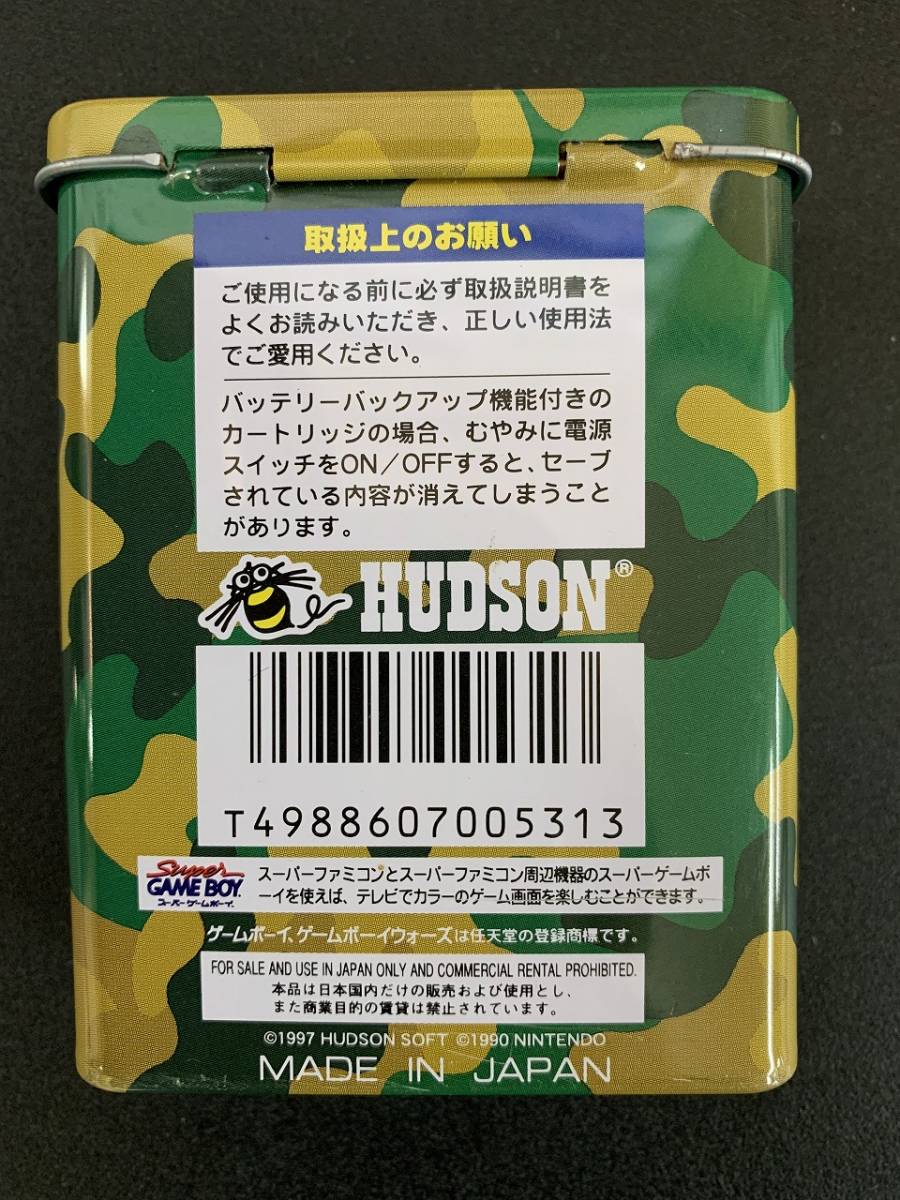 取扱上のお願い
ご使用になる前に必ず取扱説明書を
よくお読みいただき、正しい使用法
でご愛用ください。
バッテリーバックアップ機能付きの
カートリッジの場合、むやみに電源
スイッチをON/OFFすると、セーブ
されている内容が消えてしまうこと
があります。
HUDSON®
T4988607005313
Super
GAME BOY
スーパーゲームボーイ
スーパーファミコンとスーパーファミコン周辺機器のスーパーゲームボ
ーイを使えば、テレビでカラーのゲーム画面を楽しむことができます。
ゲームボーイ、ゲームボーイウォーズは任天堂の登録商標です。
FOR SALE AND USE IN JAPAN ONLY AND COMMERCIAL RENTAL PROHIBITED.
本品は日本国内だけの販売および使用とし、
また商業目的の賃貸は禁止されています。
©1997 HUDSON SOFT ©1990 NINTENDO
MADE IN JAPAN